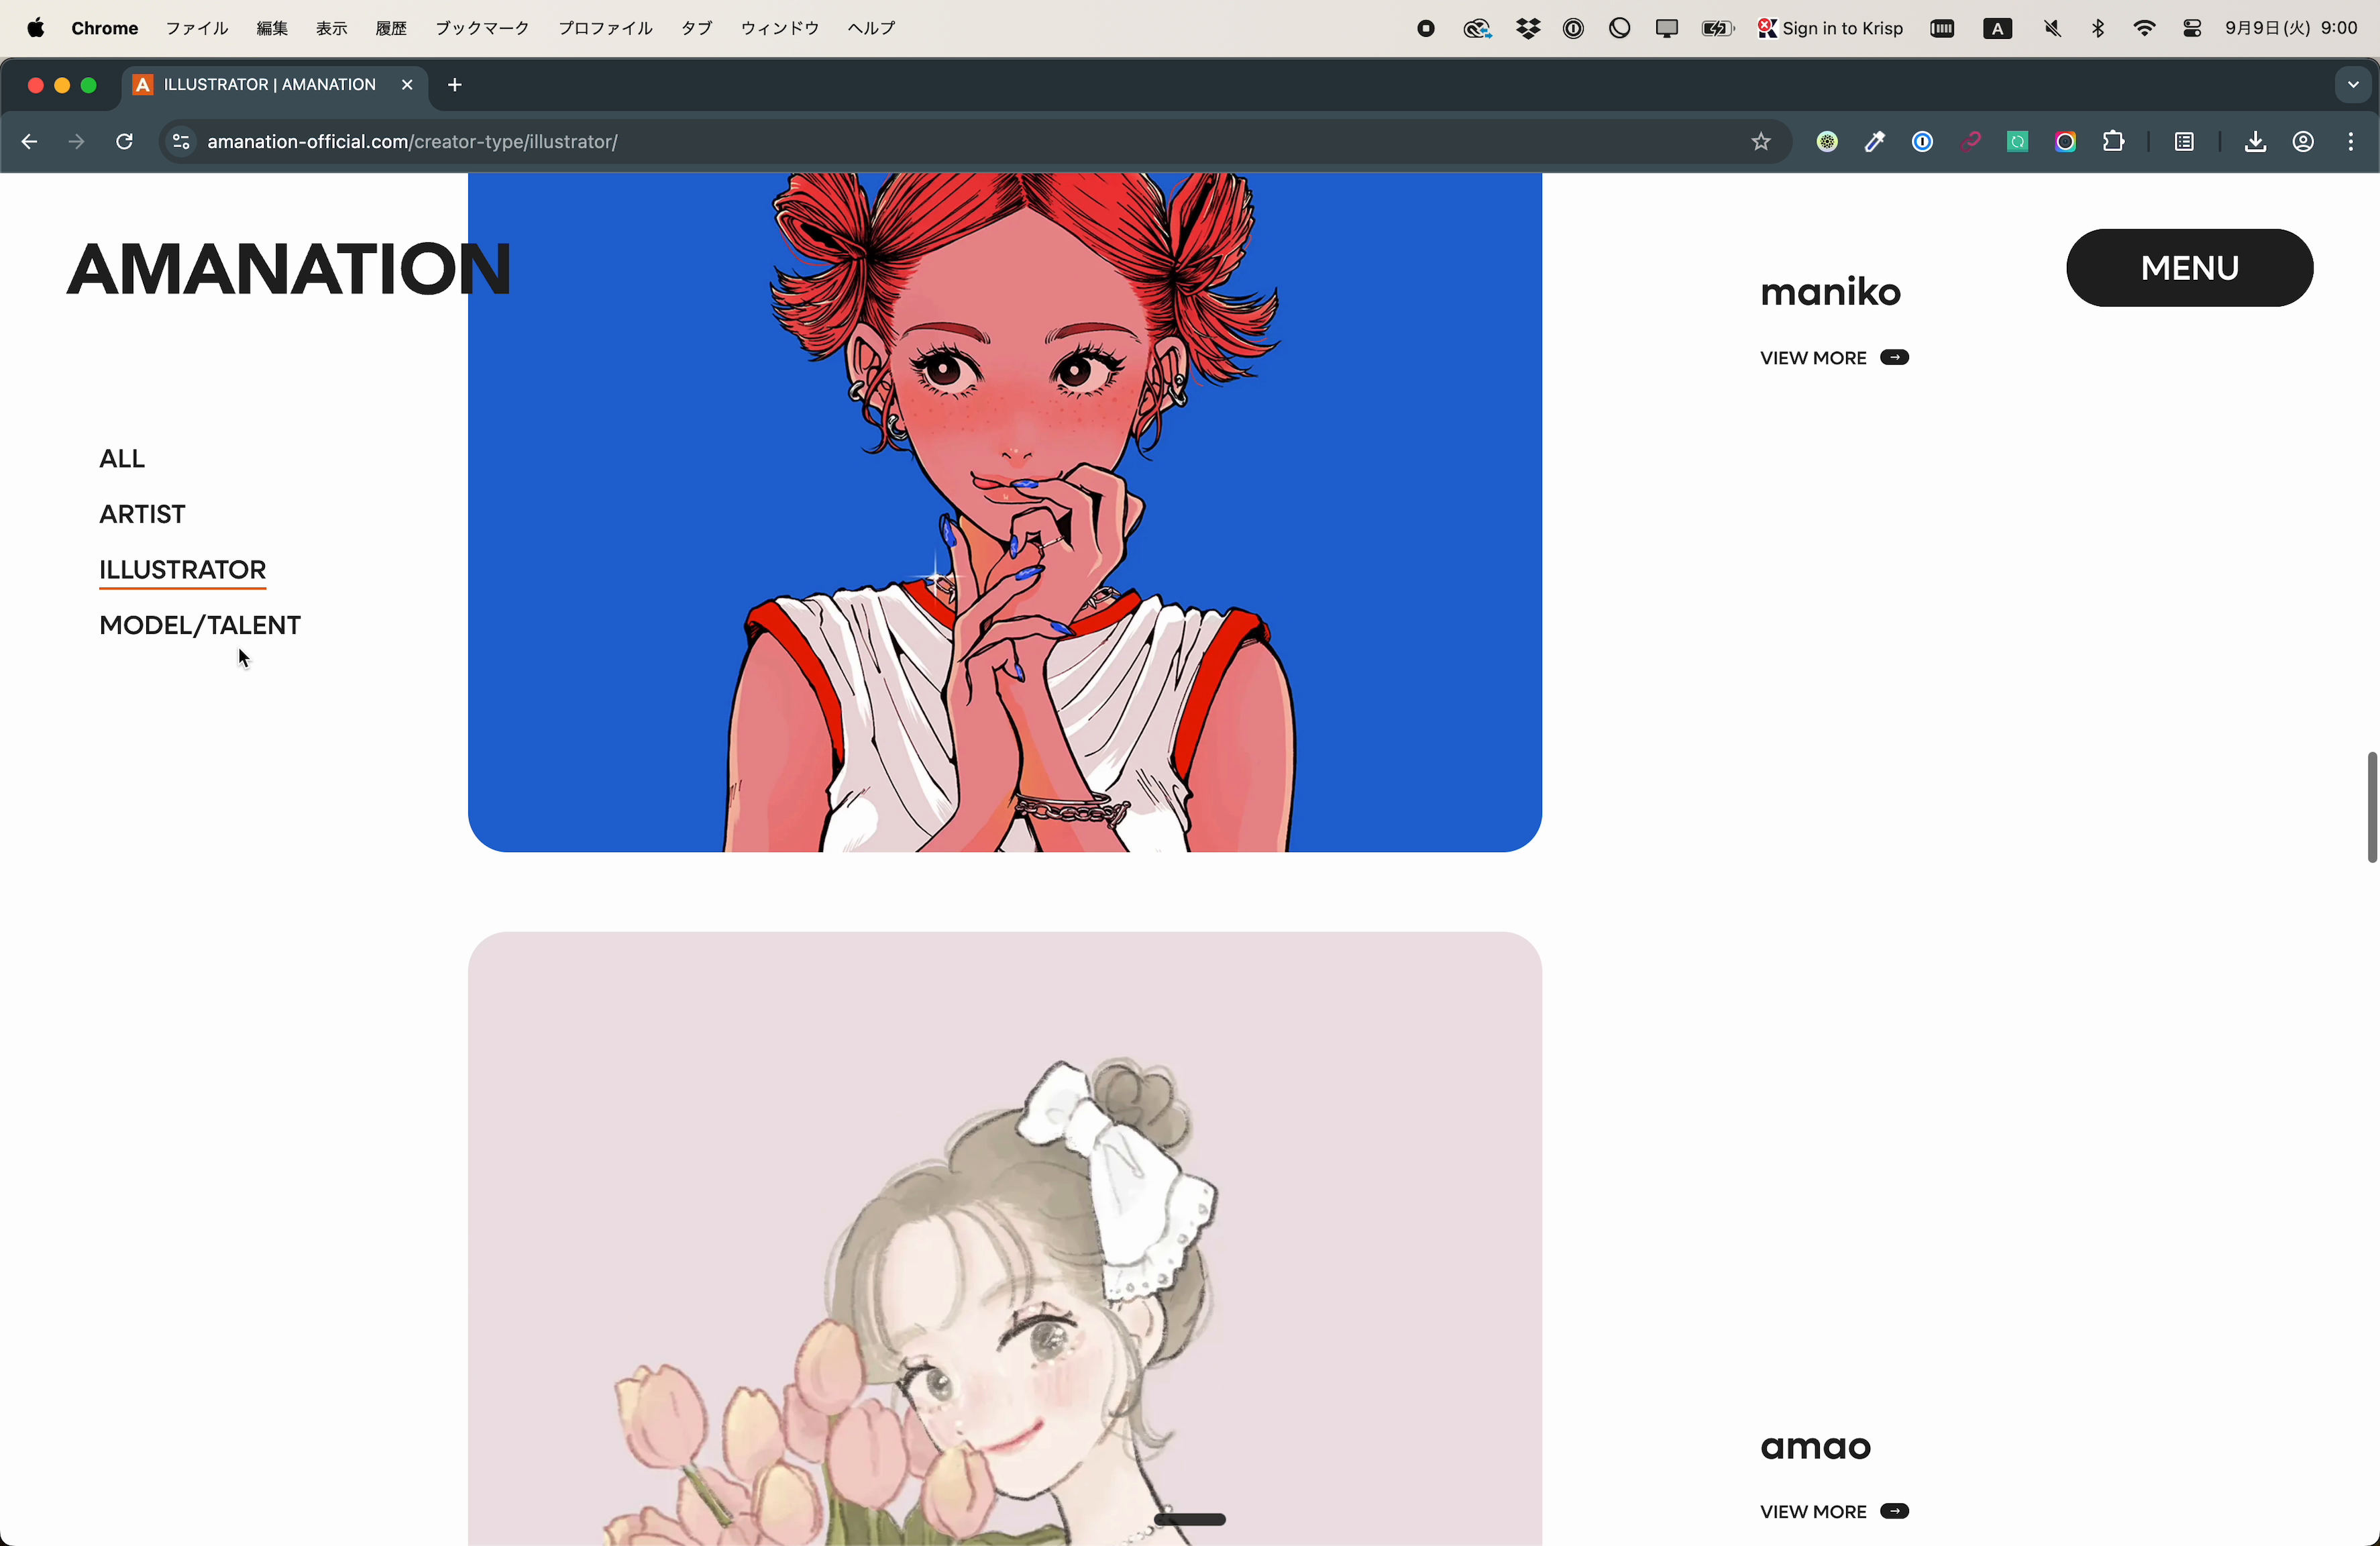 Chrome ファイル 編集 表示 履歴 ブックマーク プロファイル タブ ウィンドウ ヘルプ Sign in to Krisp A 9月9日(火) 9:00
A ILLUSTRATOR | AMANATION
amanation-official.com/creator-type/illustrator/
AMANATION
MENU
maniko
VIEW MORE
ALL
ARTIST
ILLUSTRATOR
MODEL/TALENT
amao
VIEW MORE